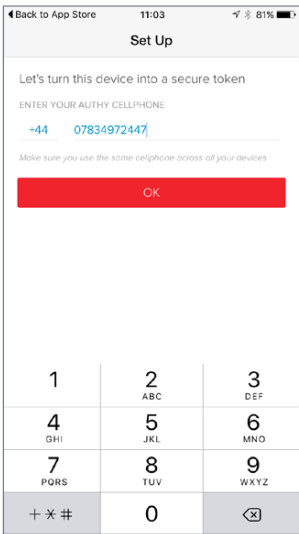 Back to App Store 11:03 81%
Set Up
Let's turn this device into a secure token
ENTER YOUR AUTHY CELLPHONE
+44 07834972447
Make sure you use the same cellphone across all your devices
OK
1 2 3
ABC DEF
4 5 6
GHI JKL MNO
7 8 9
PQRS TUV WXYZ
+ * # 0